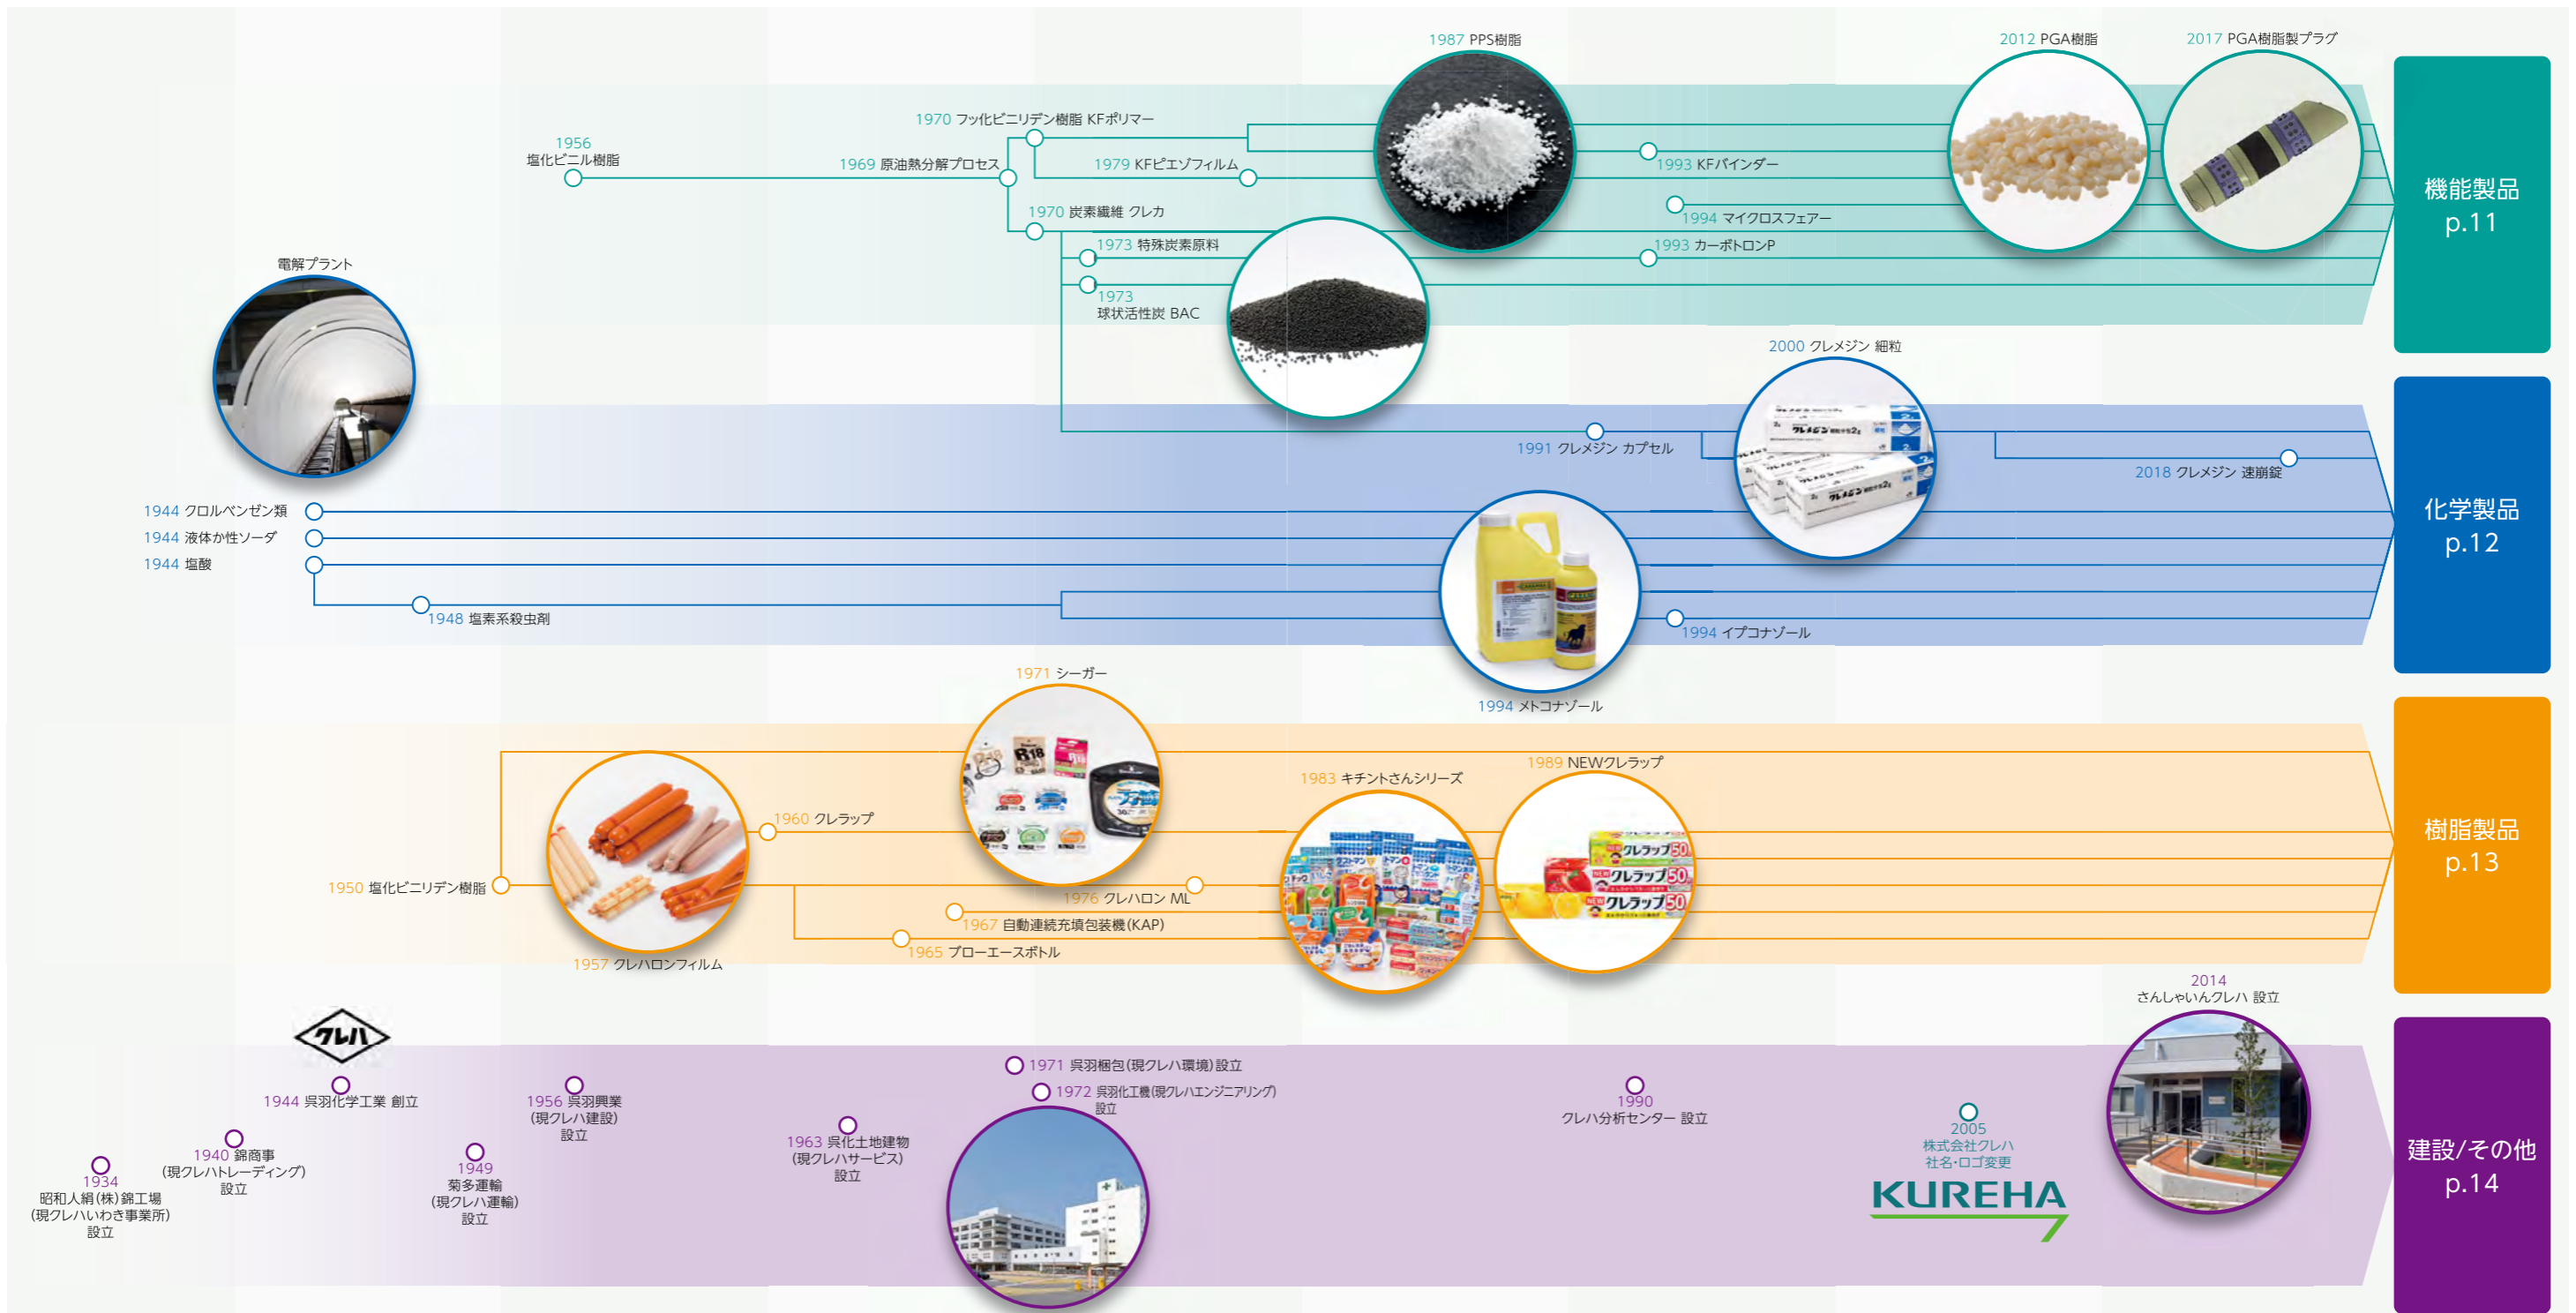 1987 PPS樹脂
2012 PGA樹脂
2017 PGA樹脂製プラグ
1970 フッ化ビニリデン樹脂 KFポリマー
1956
塩化ビニル樹脂
1969 原油熱分解プロセス
1979 KFピエゾフィルム
1993 KFバインダー
1970 炭素繊維 クレカ
1994 マイクロスフェアー
1973 特殊炭素原料
1993 カーボトロンP
1973
球状活性炭 BAC
機能製品
p.11
電解プラント
2000 クレメジン 細粒
1991 クレメジン カプセル
2018 クレメジン 速崩錠
1944 クロルベンゼン類
1944 液体か性ソーダ
1944 塩酸
1948 塩素系殺虫剤
1994 イプコナゾール
1994 メトコナゾール
化学製品
p.12
1971 シーガー
R18
1983 キチントさんシリーズ
1989 NEWクレラップ
クレラップ50
クレラップ50
クレラップ50
1960 クレラップ
1950 塩化ビニリデン樹脂
1976 クレハロン ML
1967 自動連続充填包装機(KAP)
1965 ブローエースボトル
1957 クレハロンフィルム
樹脂製品
p.13
2014
さんしゃいんクレハ 設立
クレハ
1971 呉羽梱包(現クレハ環境)設立
1972 呉羽化工機(現クレハエンジニアリング)
設立
1944 呉羽化学工業 創立
1956 呉羽興業
(現クレハ建設)
設立
1990
クレハ分析センター 設立
1963 呉化土地建物
(現クレハサービス)
設立
1940 錦商事
(現クレハトレーディング)
設立
1949
菊多運輸
(現クレハ運輸)
設立
1934
昭和人絹(株)錦工場
(現クレハいわき事業所)
設立
2005
株式会社クレハ
社名・ロゴ変更
KUREHA
建設/その他
p.14